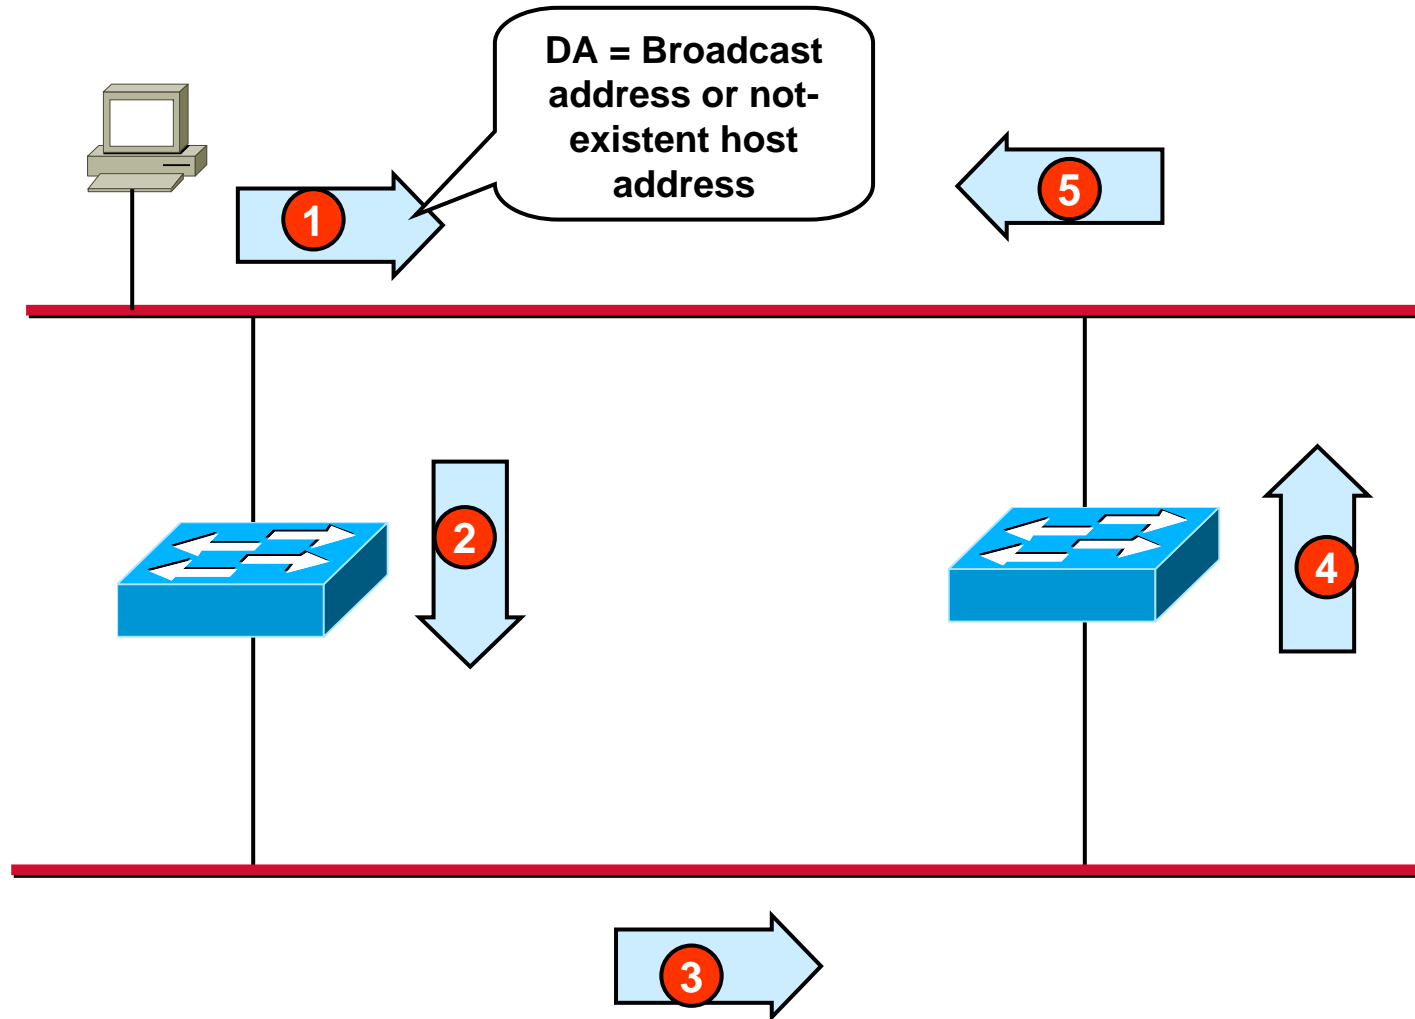 DA = Broadcast
address or not-
existent host
address
1
5
2
4
3